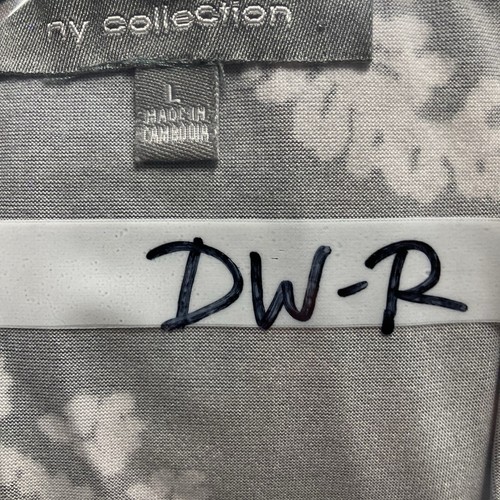 ny collection
L
MADE IN
CAMBODIA
DW-R